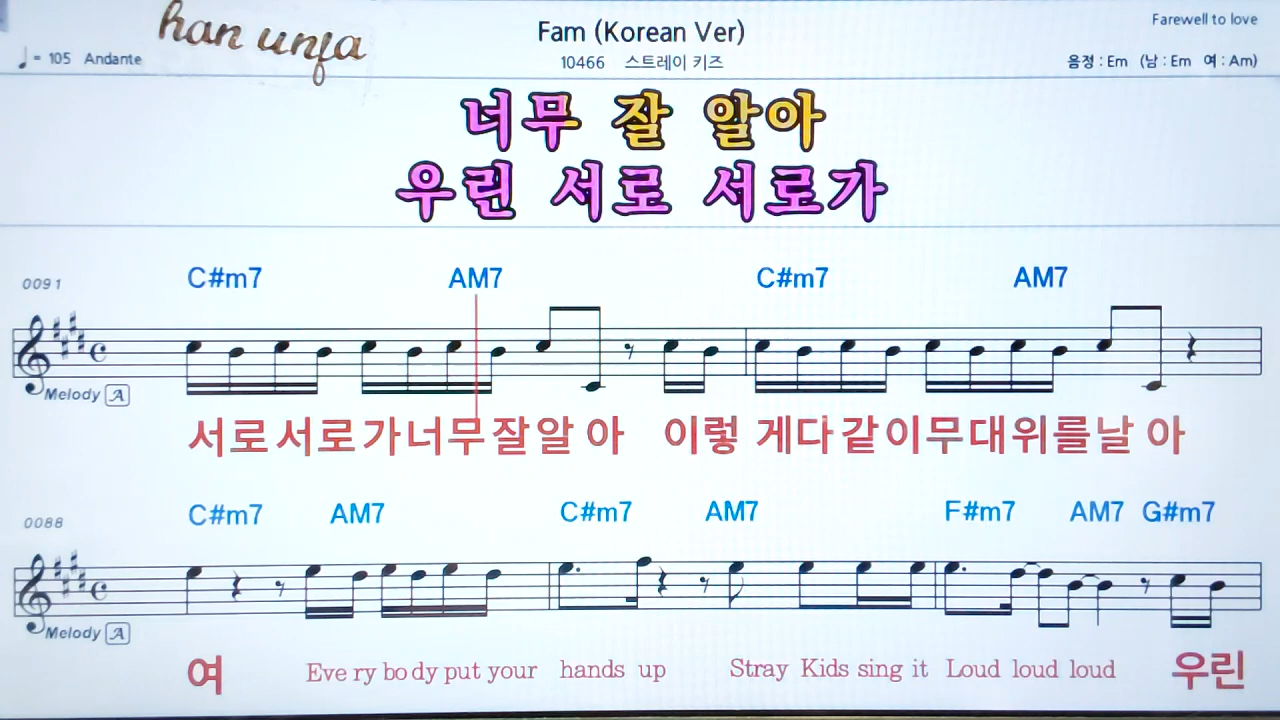 han unja
Fam (Korean Ver)
Farewell to love
♩ = 105 Andante
10466 스트레이 키즈
음정 : Em (남 : Em 여 : Am)
너무 잘 알아
우린 서로 서로가
0091
C#m7 AM7 C#m7 AM7
Melody A
서로서로가너무잘알아 이렇게다같이무대위를날아
0088
C#m7 AM7 C#m7 AM7 F#m7 AM7 G#m7
Melody A
여 Eve ry bo dy put your hands up Stray Kids sing it Loud loud loud 우린